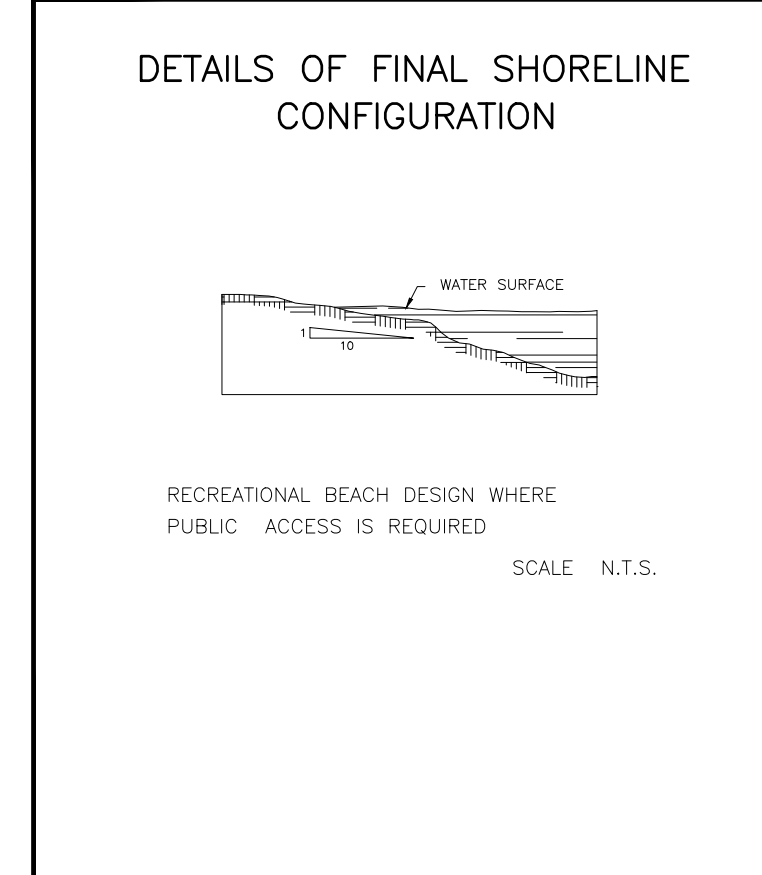 DETAILS OF FINAL SHORELINE
CONFIGURATION
WATER SURFACE
1
10
RECREATIONAL BEACH DESIGN WHERE
PUBLIC ACCESS IS REQUIRED
SCALE N.T.S.